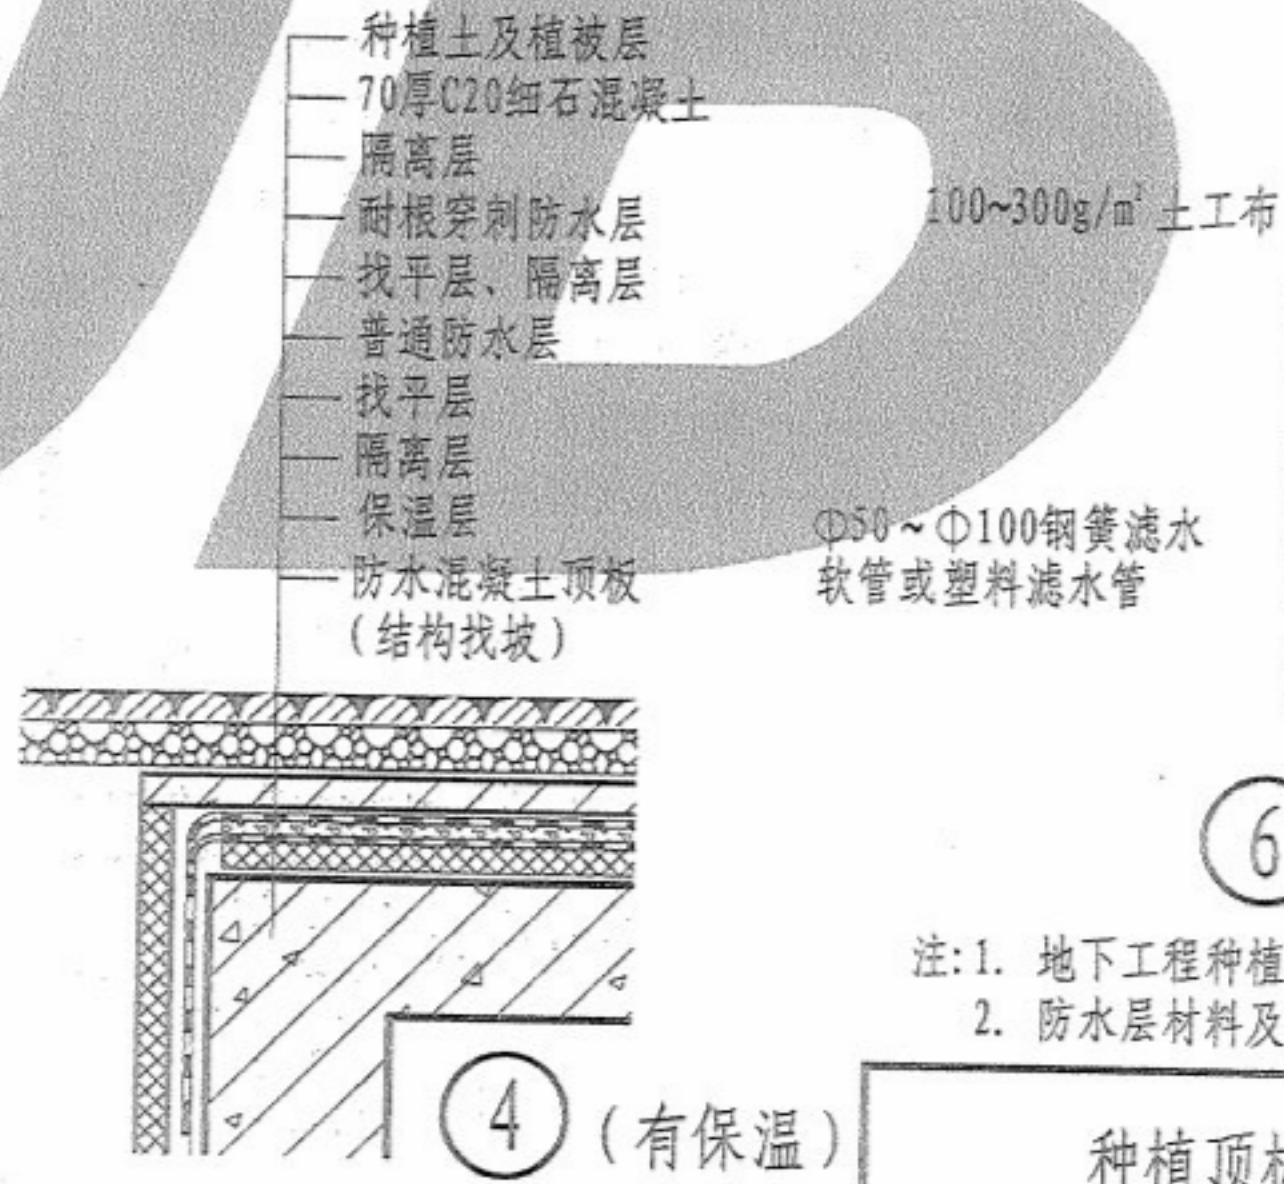 种植土及植被层
70厚C20细石混凝土
隔离层
耐根穿刺防水层
找平层、隔离层
普通防水层
找平层
隔离层
保温层
防水混凝土顶板
(结构找坡)
100~300g/m² 土工布
Φ50~Φ100钢簧滤水
软管或塑料滤水管
6
注:1. 地下工程种植
2. 防水层材料及
4 (有保温)
种植顶板